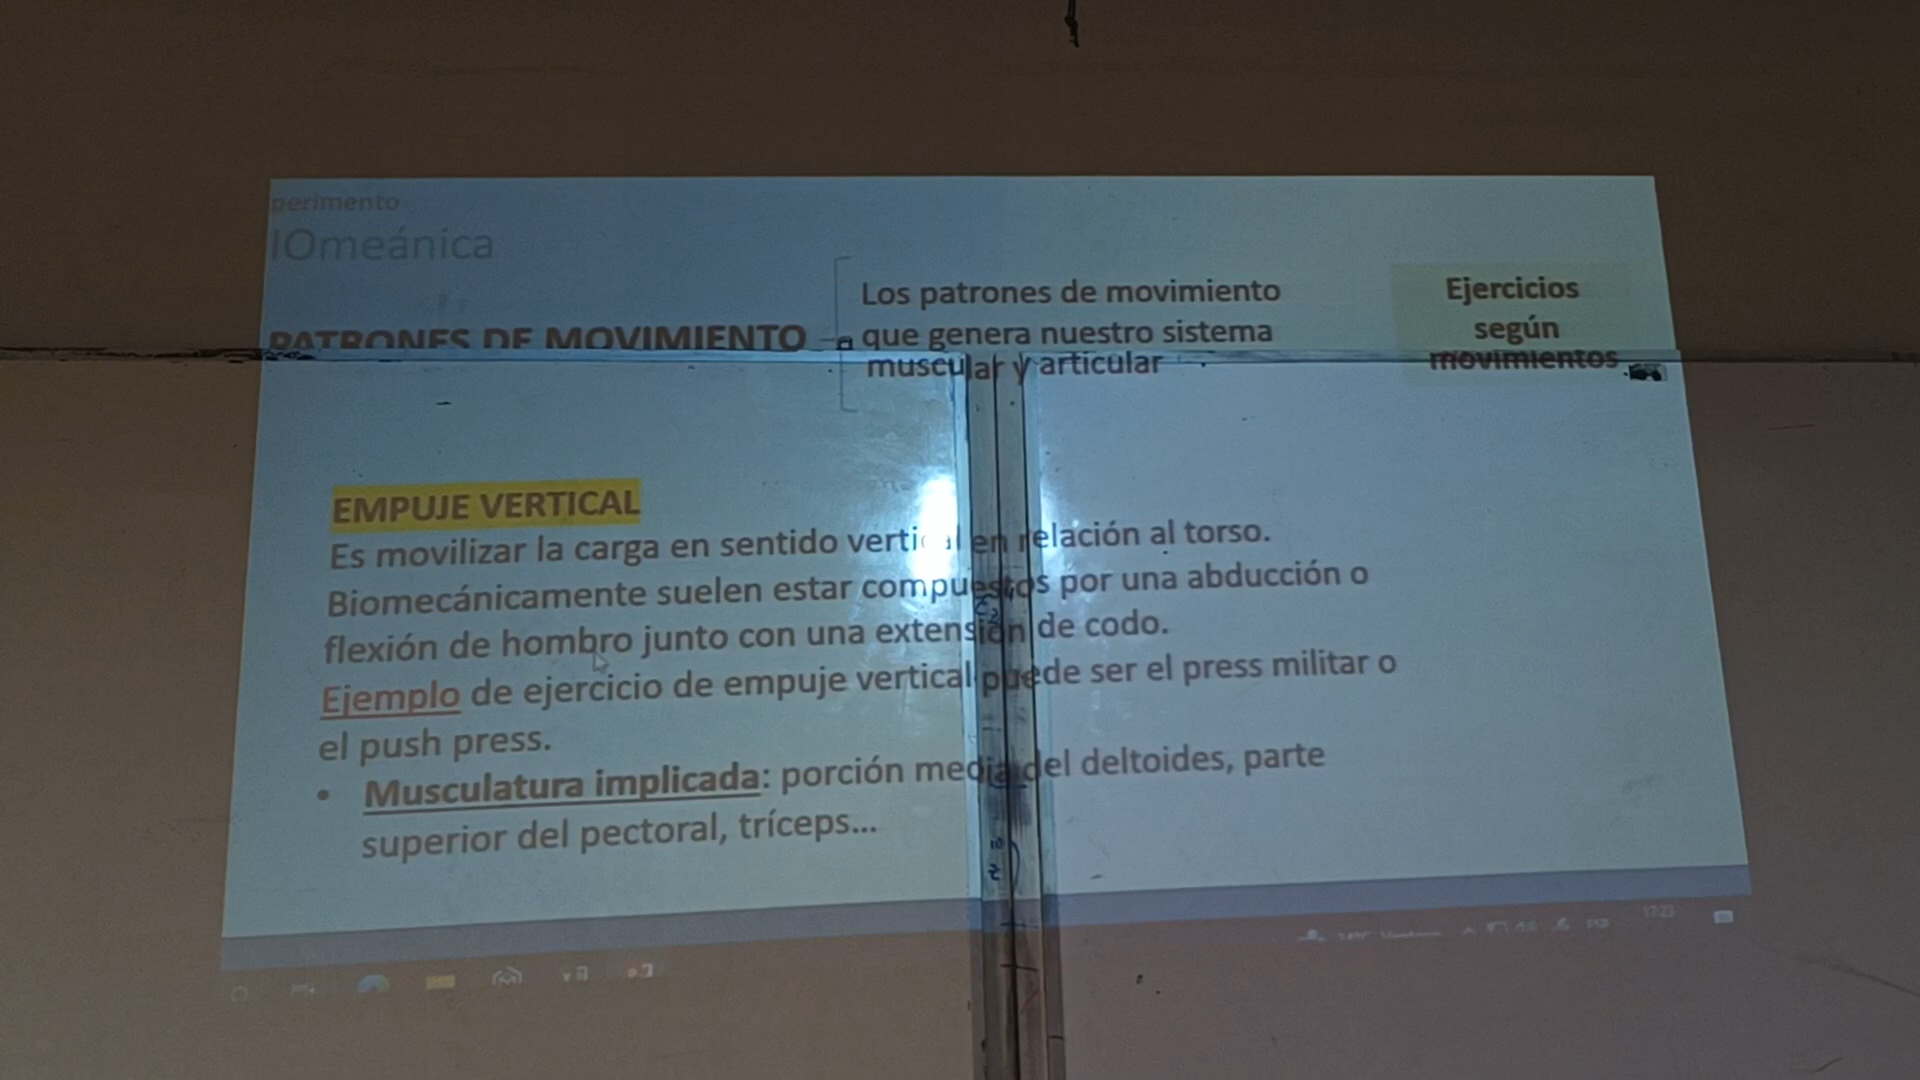 perimento
IOmeánica
PATRONES DE MOVIMIENTO
Los patrones de movimiento
que genera nuestro sistema
muscular y articular
Ejercicios
según
movimientos
EMPUJE VERTICAL
Es movilizar la carga en sentido vertical en relación al torso.
Biomecánicamente suelen estar compuestos por una abducción o
flexión de hombro junto con una extensión de codo.
Ejemplo de ejercicio de empuje vertical puede ser el press militar o
el push press.
• Musculatura implicada: porción media del deltoides, parte
superior del pectoral, tríceps...
17:23